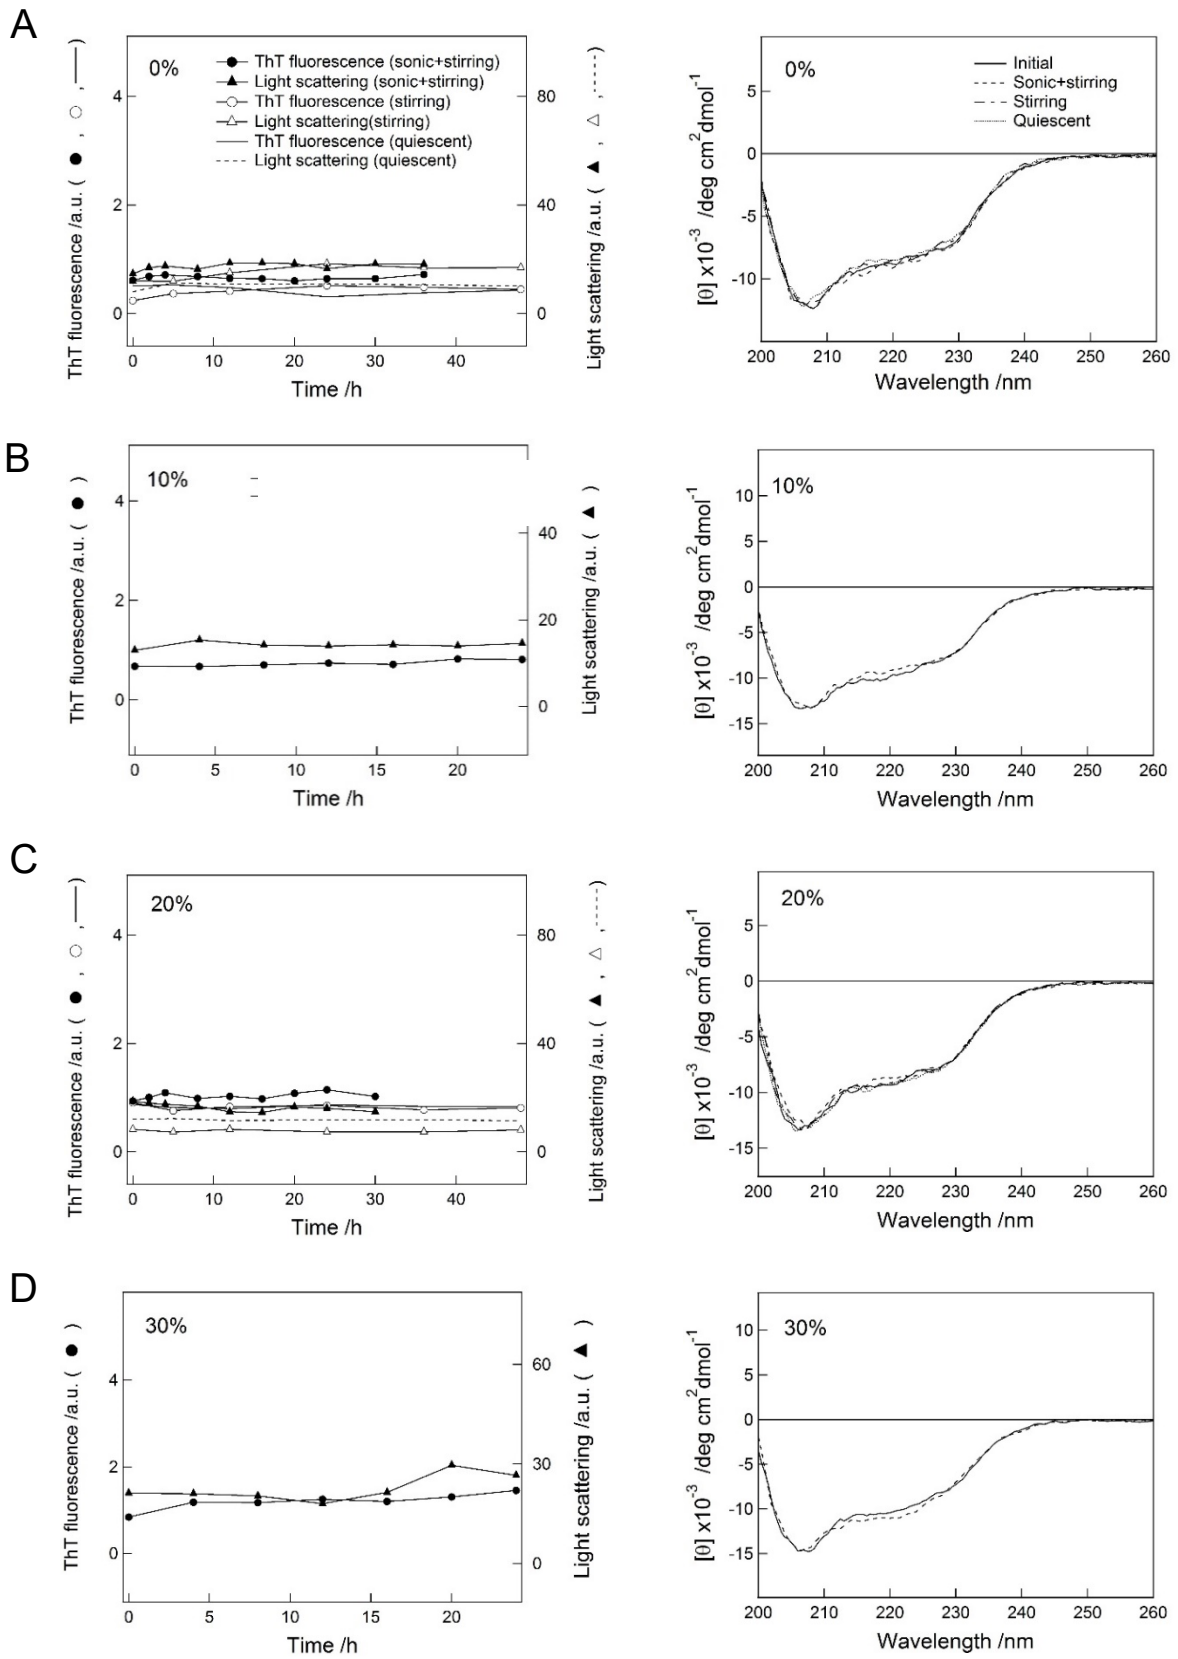 A
0%
ThT fluorescence (sonic+stirring)
Light scattering (sonic+stirring)
ThT fluorescence (stirring)
Light scattering(stirring)
ThT fluorescence (quiescent)
Light scattering (quiescent)
ThT fluorescence /a.u. ( ● , ○ , — )
4
2
0
Light scattering /a.u. ( ▲ , △ , ---- )
80
40
0
0 10 20 30 40
Time /h
0%
Initial
Sonic+stirring
Stirring
Quiescent
[θ] x10⁻³ /deg cm²dmol⁻¹
5
0
-5
-10
200 210 220 230 240 250 260
Wavelength /nm
B
10%
ThT fluorescence /a.u. ( ● )
4
2
0
Light scattering /a.u. ( ▲ )
40
20
0
0 5 10 15 20
Time /h
10%
[θ] x10⁻³ /deg cm²dmol⁻¹
10
5
0
-5
-10
-15
200 210 220 230 240 250 260
Wavelength /nm
C
20%
ThT fluorescence /a.u. ( ● , ○ , — )
4
2
0
Light scattering /a.u. ( ▲ , △ , ---- )
80
40
0
0 10 20 30 40
Time /h
20%
[θ] x10⁻³ /deg cm²dmol⁻¹
5
0
-5
-10
-15
200 210 220 230 240 250 260
Wavelength /nm
D
30%
ThT fluorescence /a.u. ( ● )
4
2
0
Light scattering /a.u. ( ▲ )
60
30
0
0 5 10 15 20
Time /h
30%
[θ] x10⁻³ /deg cm²dmol⁻¹
10
5
0
-5
-10
-15
200 210 220 230 240 250 260
Wavelength /nm